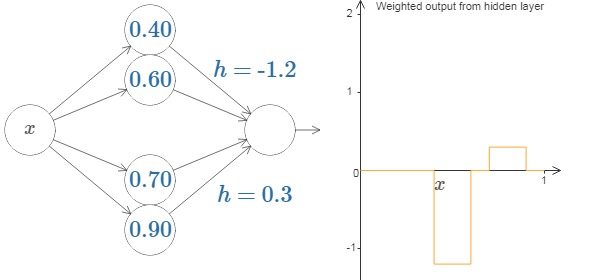 x
0.40
0.60
0.70
0.90
h = -1.2
h = 0.3
Weighted output from hidden layer
2
1
0
-1
x
1